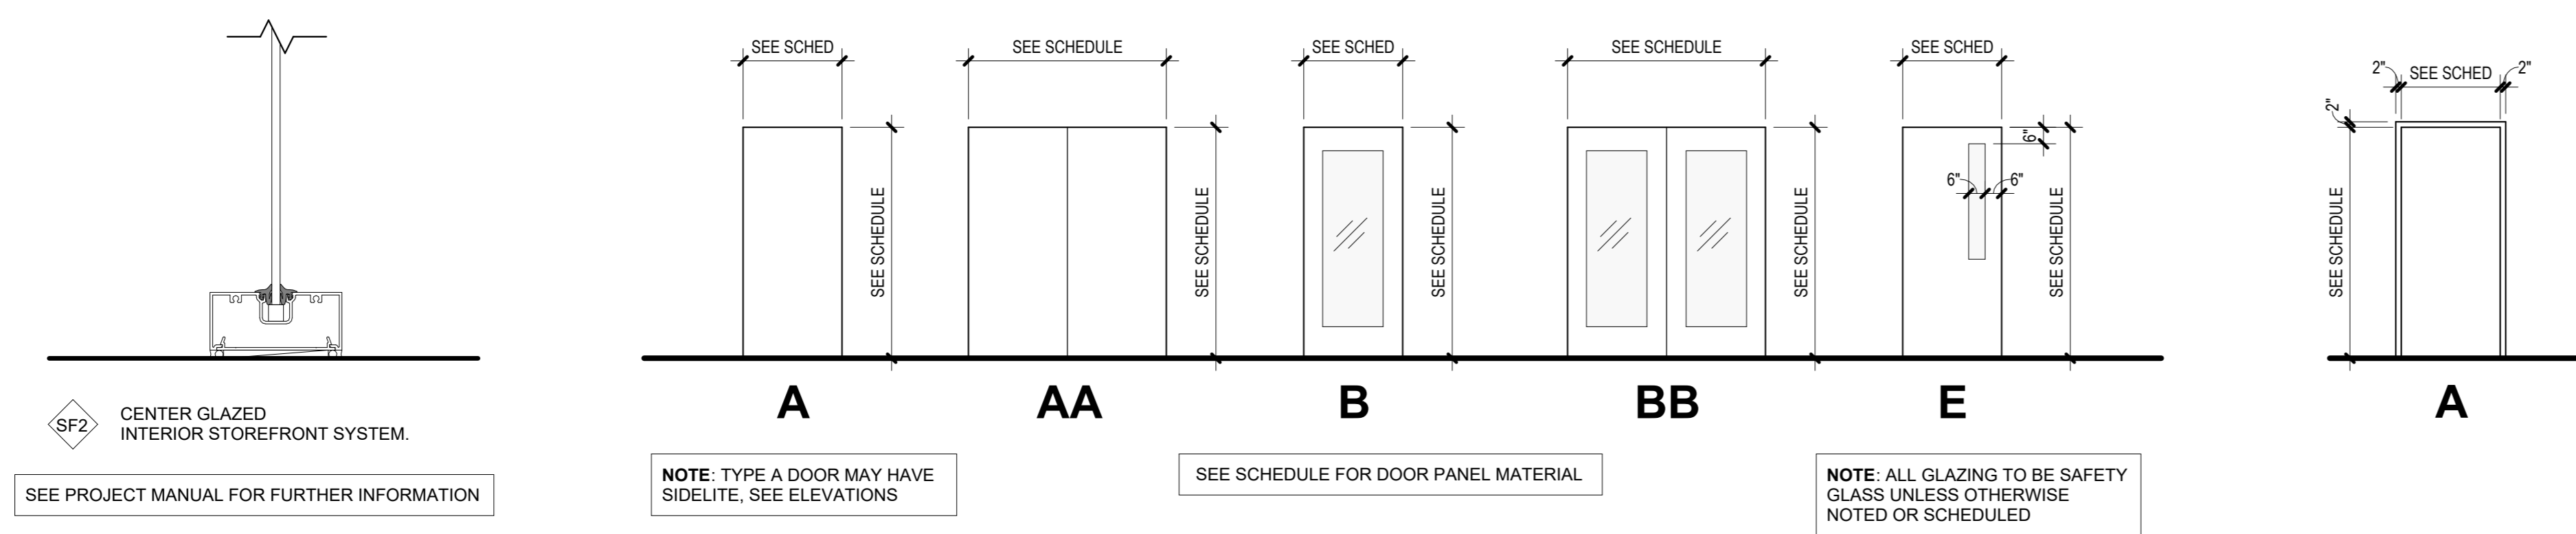 SEE SCHED
SEE SCHEDULE
SEE SCHED
SEE SCHEDULE
SEE SCHED
2"
SEE SCHED
2"
2"
6"
6"
6"
SEE SCHEDULE
SEE SCHEDULE
SEE SCHEDULE
SEE SCHEDULE
SEE SCHEDULE
SEE SCHEDULE
A
AA
B
BB
E
A
SF2
CENTER GLAZED
INTERIOR STOREFRONT SYSTEM.
SEE PROJECT MANUAL FOR FURTHER INFORMATION
NOTE: TYPE A DOOR MAY HAVE
SIDELITE, SEE ELEVATIONS
SEE SCHEDULE FOR DOOR PANEL MATERIAL
NOTE: ALL GLAZING TO BE SAFETY
GLASS UNLESS OTHERWISE
NOTED OR SCHEDULED